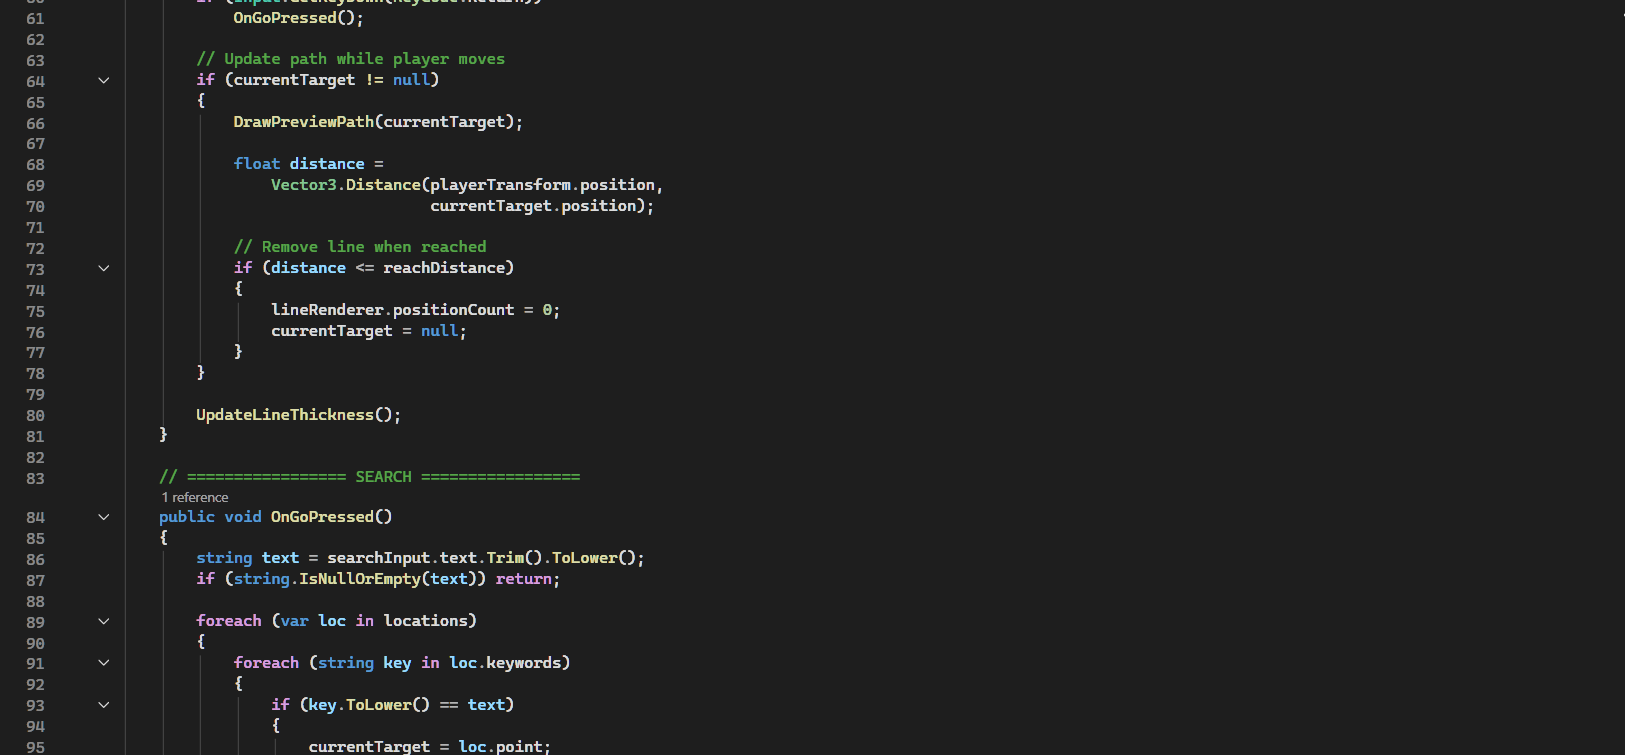 61 OnGoPressed();
62
63 // Update path while player moves
64 if (currentTarget != null)
65 {
66 DrawPreviewPath(currentTarget);
67
68 float distance =
69 Vector3.Distance(playerTransform.position,
70 currentTarget.position);
71
72 // Remove line when reached
73 if (distance <= reachDistance)
74 {
75 lineRenderer.positionCount = 0;
76 currentTarget = null;
77 }
78 }
79
80 UpdateLineThickness();
81 }
82
83 // ================= SEARCH =================
1 reference
84 public void OnGoPressed()
85 {
86 string text = searchInput.text.Trim().ToLower();
87 if (string.IsNullOrEmpty(text)) return;
88
89 foreach (var loc in locations)
90 {
91 foreach (string key in loc.keywords)
92 {
93 if (key.ToLower() == text)
94 {
95 currentTarget = loc.point;